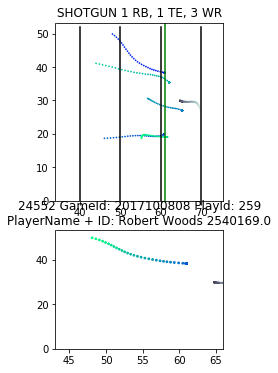 SHOTGUN 1 RB, 1 TE, 3 WR
50
40
30
20
10
0
40 50 60 70
24552 GameId: 2017100808 PlayId: 259
PlayerName + ID: Robert Woods 2540169.0
40
20
0
45 50 55 60 65